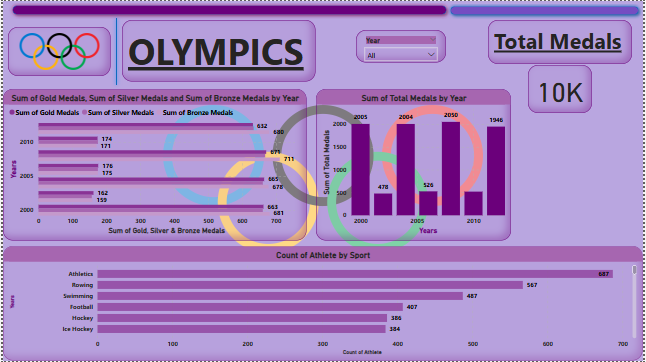 OLYMPICS
Year
All
Total Medals
10K
Sum of Gold Medals, Sum of Silver Medals and Sum of Bronze Medals by Year
Sum of Gold Medals Sum of Silver Medals Sum of Bronze Medals
Years
2010
2005
2000
632
680
174
171
671
711
176
175
665
678
162
159
663
681
0 100 200 300 400 500 600 700
Sum of Gold, Silver & Bronze Medals
Sum of Total Medals by Year
Sum of Total Medals
2000
1500
1000
500
0
2005 478 2004 526 2050 1946
2000 2005 2010
Years
Count of Athlete by Sport
Years
Athletics 687
Rowing 567
Swimming 487
Football 407
Hockey 386
Ice Hockey 384
0 100 200 300 400 500 600 700
Count of Athlete